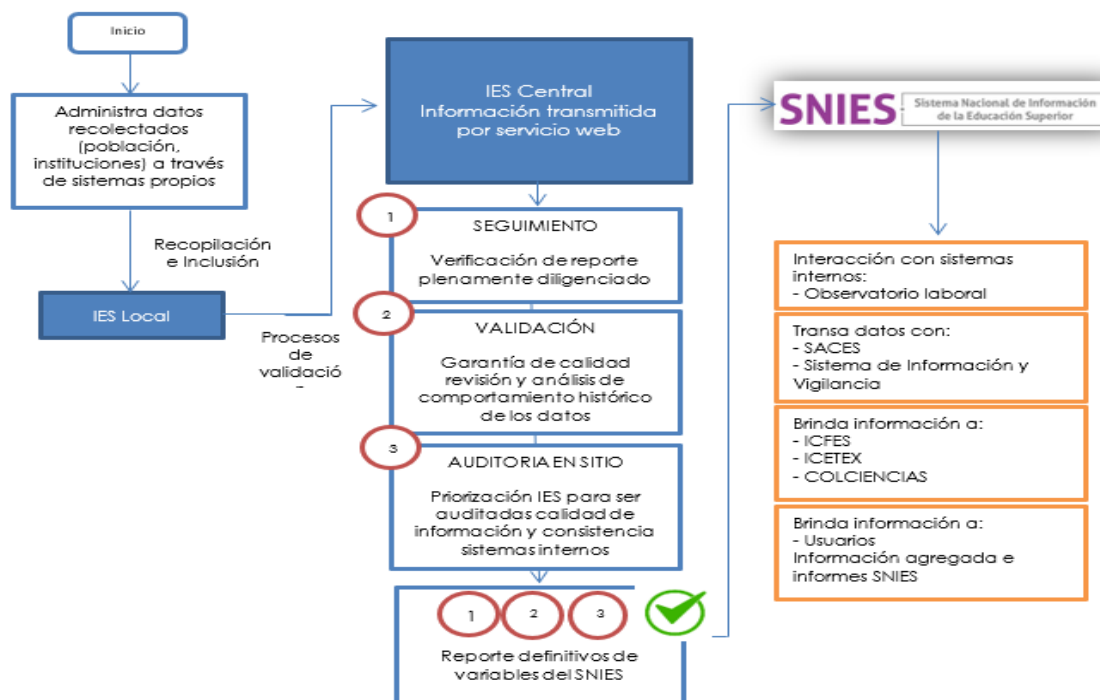 Inicio
Administra datos
recolectados
(población,
instituciones) a través
de sistemas propios
Recopilación
e Inclusión
IES Local
Procesos
de
validació
IES Central
Información transmitida
por servicio web
1
SEGUIMIENTO
Verificación de reporte
plenamente diligenciado
2
VALIDACIÓN
Garantía de calidad
revisión y análisis de
comportamiento histórico
de los datos
3
AUDITORIA EN SITIO
Priorización IES para ser
auditadas calidad de
información y consistencia
sistemas internos
1 2 3
Reporte definitivos de
variables del SNIES
SNIES
Sistema Nacional de Información
de la Educación Superior
Interacción con sistemas
internos:
- Observatorio laboral
Transa datos con:
- SACES
- Sistema de Información y
Vigilancia
Brinda información a:
- ICFES
- ICETEX
- COLCIENCIAS
Brinda información a:
- Usuarios
Información agregada e
informes SNIES